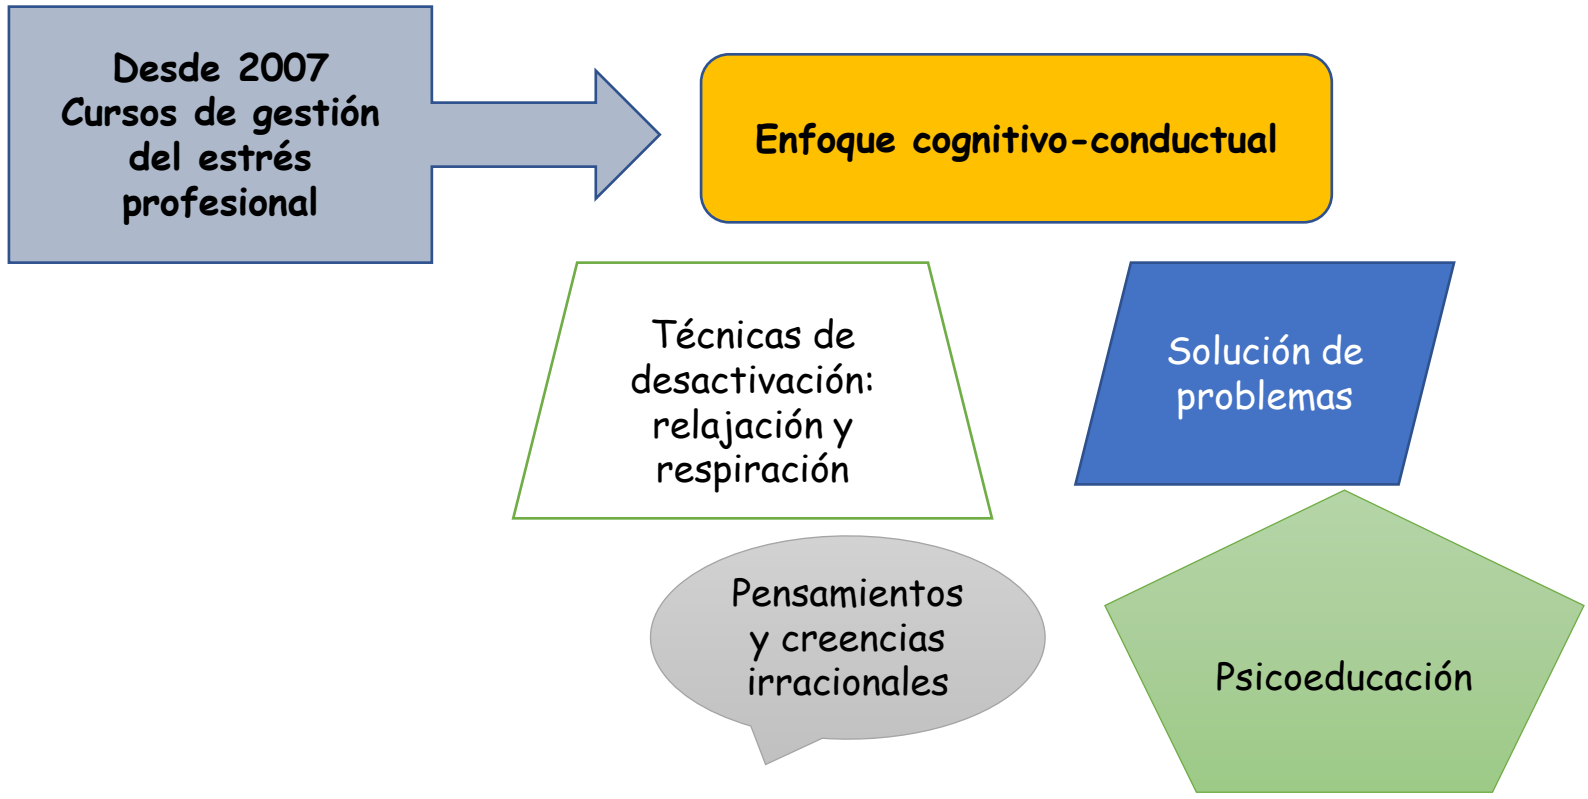 Desde 2007
Cursos de gestión
del estrés
profesional
Enfoque cognitivo-conductual
Técnicas de
desactivación:
relajación y
respiración
Solución de
problemas
Pensamientos
y creencias
irracionales
Psicoeducación